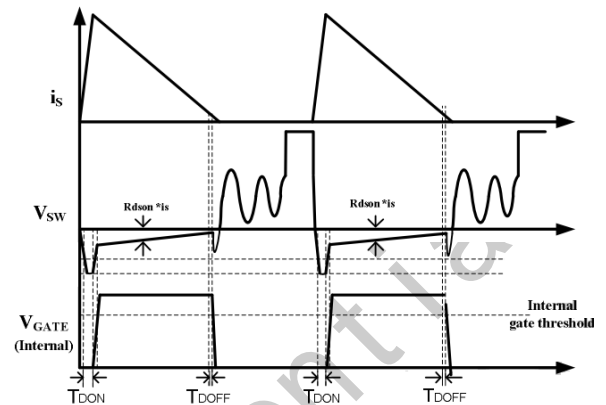 iS
Rdson*is
Rdson*is
VSW
VGATE
(Internal)
Internal
gate threshold
TDON
TDOFF
TDON
TDOFF